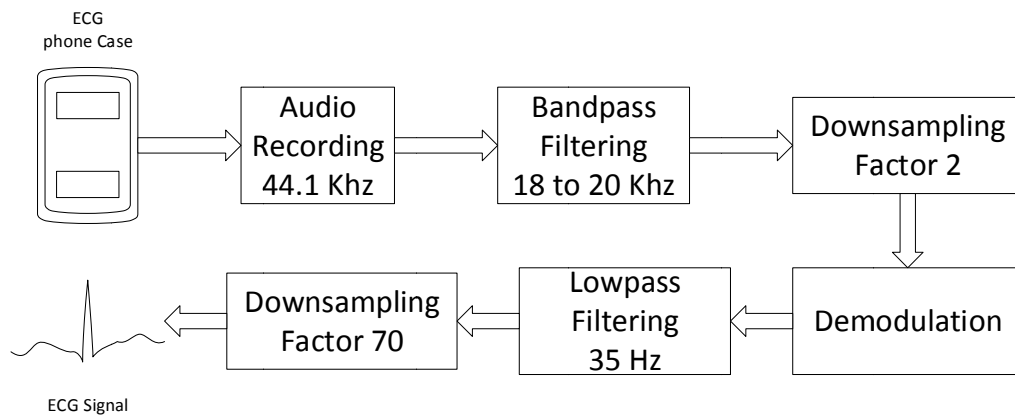 ECG
phone Case
Audio
Recording
44.1 Khz
Bandpass
Filtering
18 to 20 Khz
Downsampling
Factor 2
Demodulation
Lowpass
Filtering
35 Hz
Downsampling
Factor 70
ECG Signal